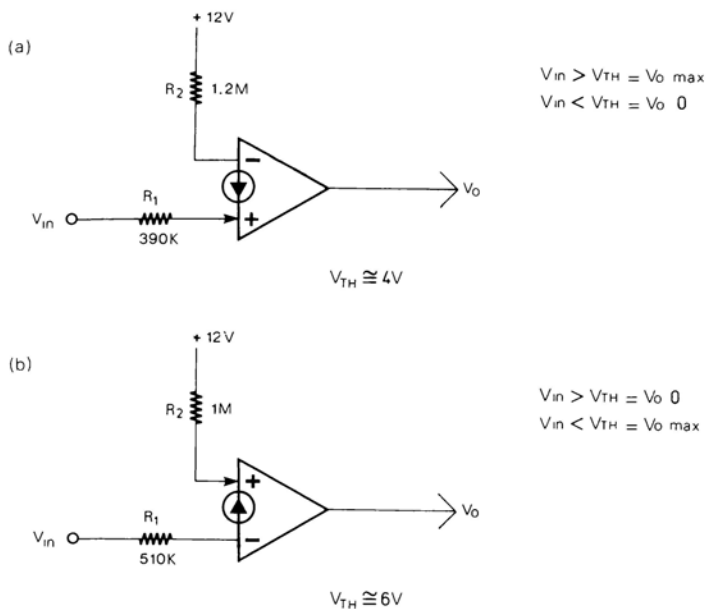 (a)
+ 12V
R2 1.2M
−
+
R1
Vin
390K
Vo
VTH ≅ 4V
Vin > VTH = Vo max
Vin < VTH = Vo 0
(b)
+ 12V
R2 1M
+
−
R1
Vin
510K
Vo
VTH ≅ 6V
Vin > VTH = Vo 0
Vin < VTH = Vo max